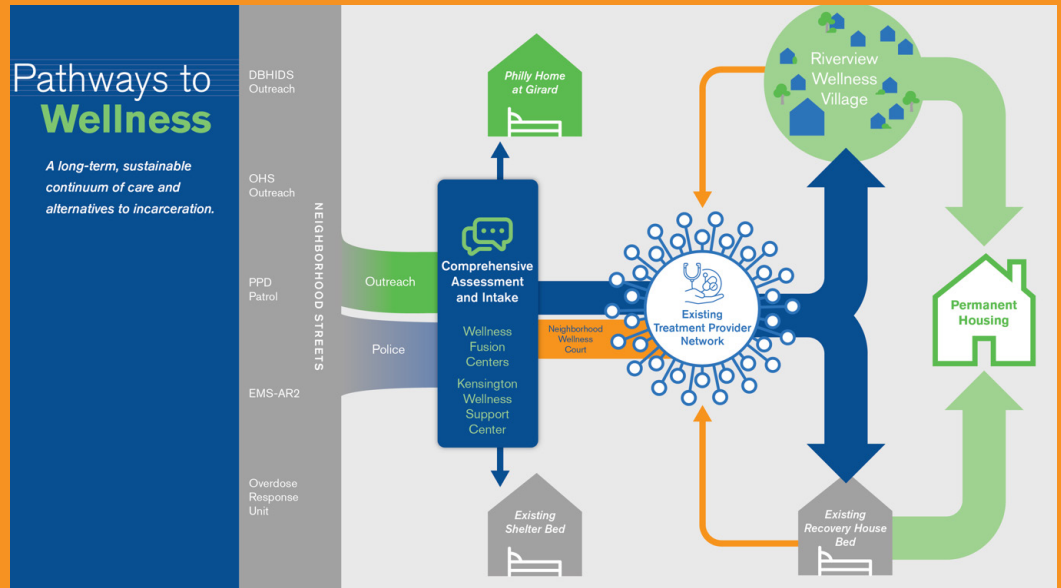 Pathways to
Wellness
A long-term, sustainable
continuum of care and
alternatives to incarceration.
DBHIDS
Outreach
OHS
Outreach
PPD
Patrol
EMS-AR2
Overdose
Response
Unit
NEIGHBORHOOD STREETS
Outreach
Police
Philly Home
at Girard
Comprehensive
Assessment
and Intake
Wellness
Fusion
Centers
Kensington
Wellness
Support
Center
Existing
Shelter Bed
Neighborhood
Wellness
Court
Existing
Treatment Provider
Network
Riverview
Wellness
Village
Existing
Recovery House
Bed
Permanent
Housing